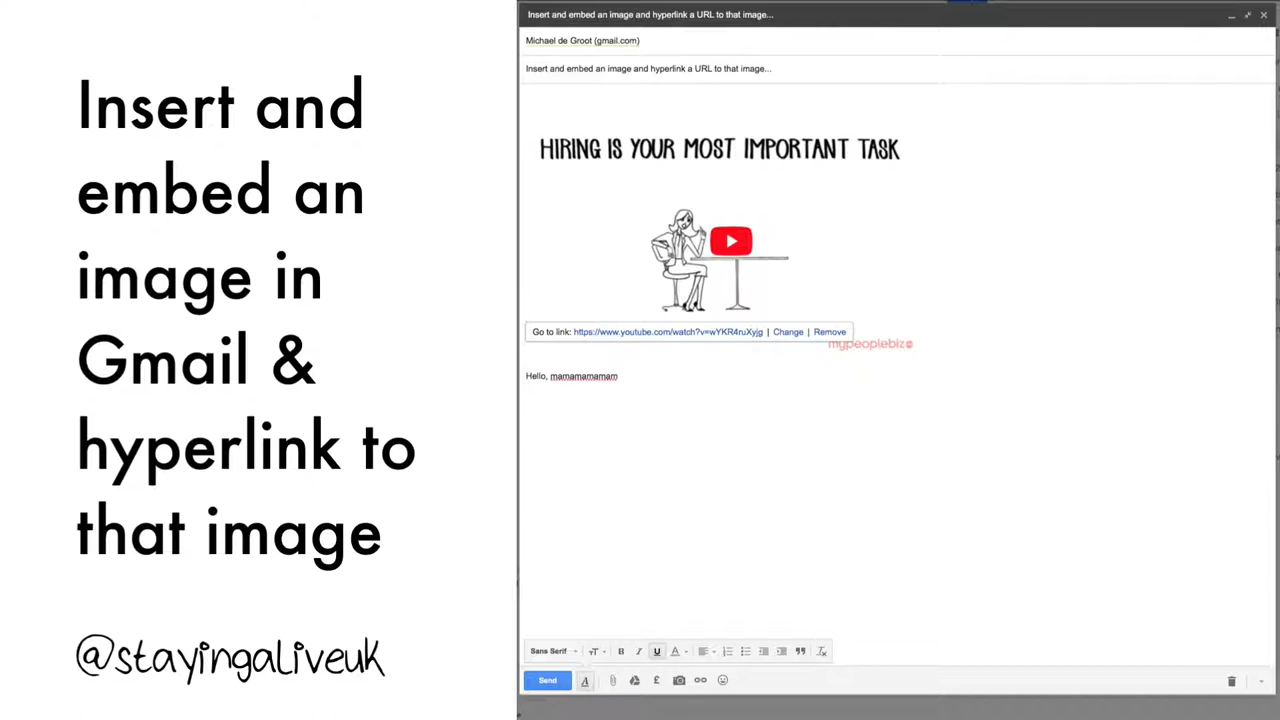 Insert and
embed an
image in
Gmail &
hyperlink to
that image
@stayingaliveuk
Insert and embed an image and hyperlink a URL to that image...
Michael de Groot (gmail.com)
Insert and embed an image and hyperlink a URL to that image...
HIRING IS YOUR MOST IMPORTANT TASK
Go to link: https://www.youtube.com/watch?v=wYKR4ruXyjg | Change | Remove
mypeoplebiz
Hello, mamamamamam
Sans Serif
Send